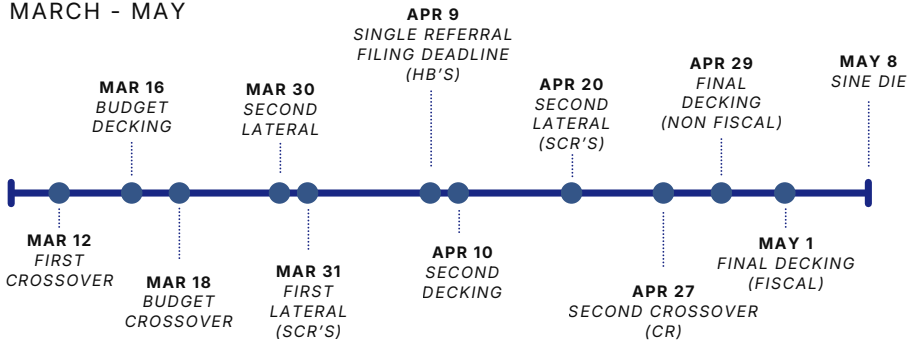 MARCH - MAY
MAR 12
FIRST
CROSSOVER
MAR 16
BUDGET
DECKING
MAR 18
BUDGET
CROSSOVER
MAR 30
SECOND
LATERAL
MAR 31
FIRST
LATERAL
(SCR'S)
APR 9
SINGLE REFERRAL
FILING DEADLINE
(HB'S)
APR 10
SECOND
DECKING
APR 20
SECOND
LATERAL
(SCR'S)
APR 27
SECOND CROSSOVER
(CR)
APR 29
FINAL
DECKING
(NON FISCAL)
MAY 1
FINAL DECKING
(FISCAL)
MAY 8
SINE DIE